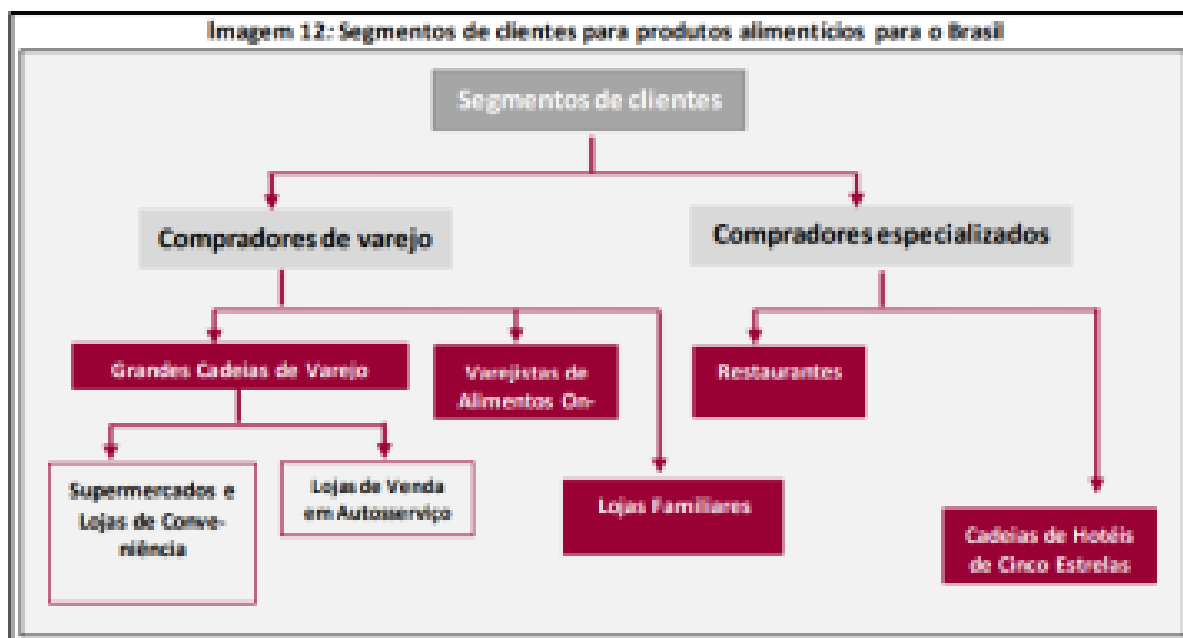 Imagem 12: Segmentos de clientes para produtos alimentícios para o Brasil
Segmentos de clientes
Compradores de varejo
Compradores especializados
Grandes Cadeias de Varejo
Varejistas de
Alimentos On-
Restaurantes
Supermercados e
Lojas de Conve-
niência
Lojas de Venda
em Autosserviço
Lojas Familiares
Cadeias de Hotéis
de Cinco Estrelas